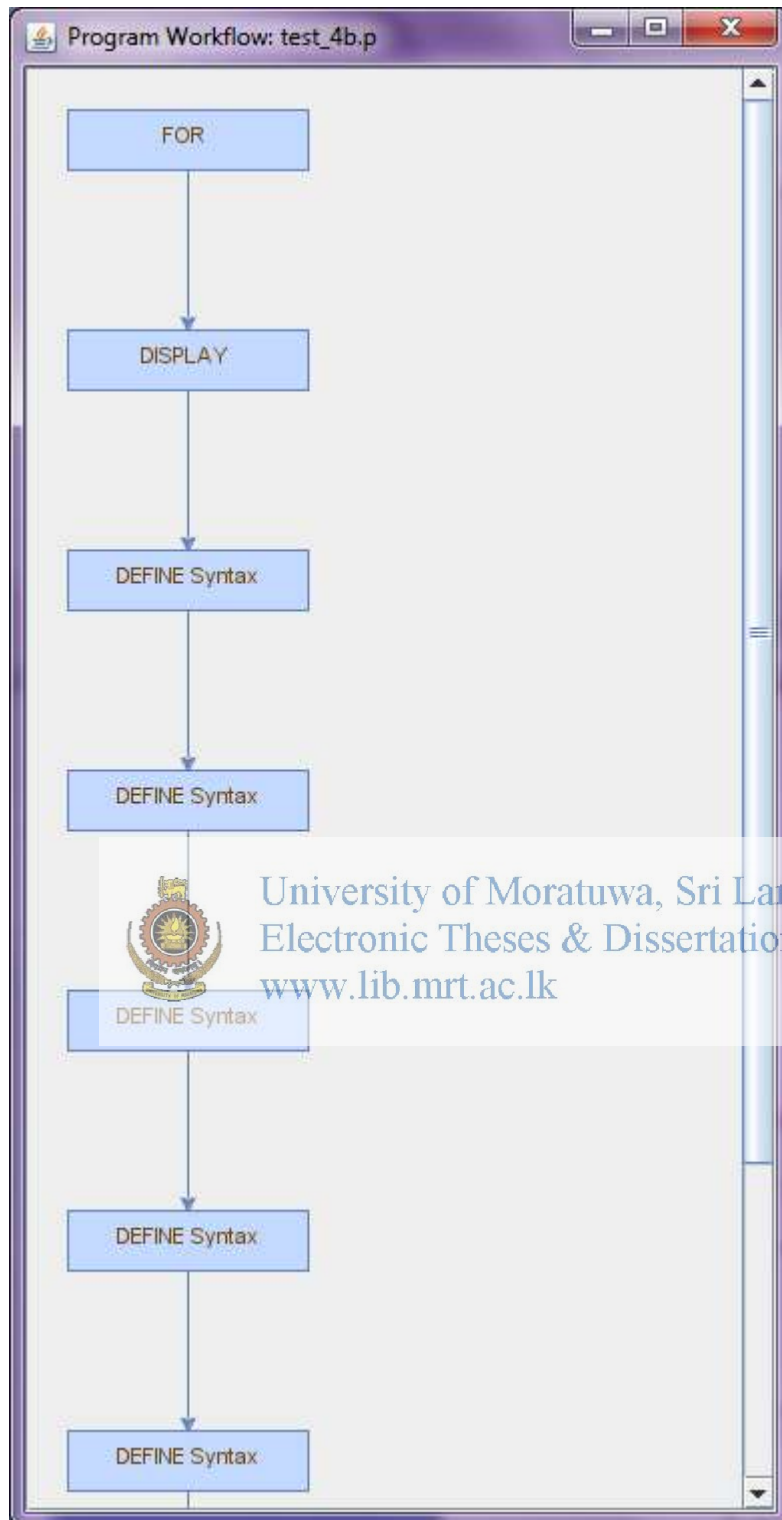 Program Workflow: test_4b.p
FOR
DISPLAY
DEFINE Syntax
DEFINE Syntax
University of Moratuwa, Sri Lan
Electronic Theses & Dissertatio
www.lib.mrt.ac.lk
DEFINE Syntax
DEFINE Syntax
DEFINE Syntax